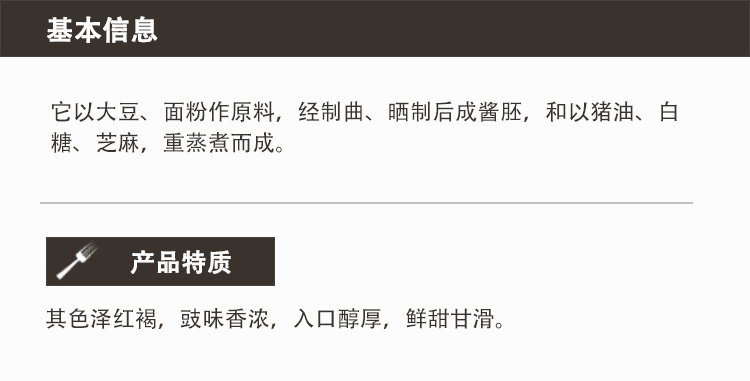 基本信息
它以大豆、面粉作原料，经制曲、晒制后成酱胚，和以猪油、白
糖、芝麻，重蒸煮而成。
产品特质
其色泽红褐，豉味香浓，入口醇厚，鲜甜甘滑。